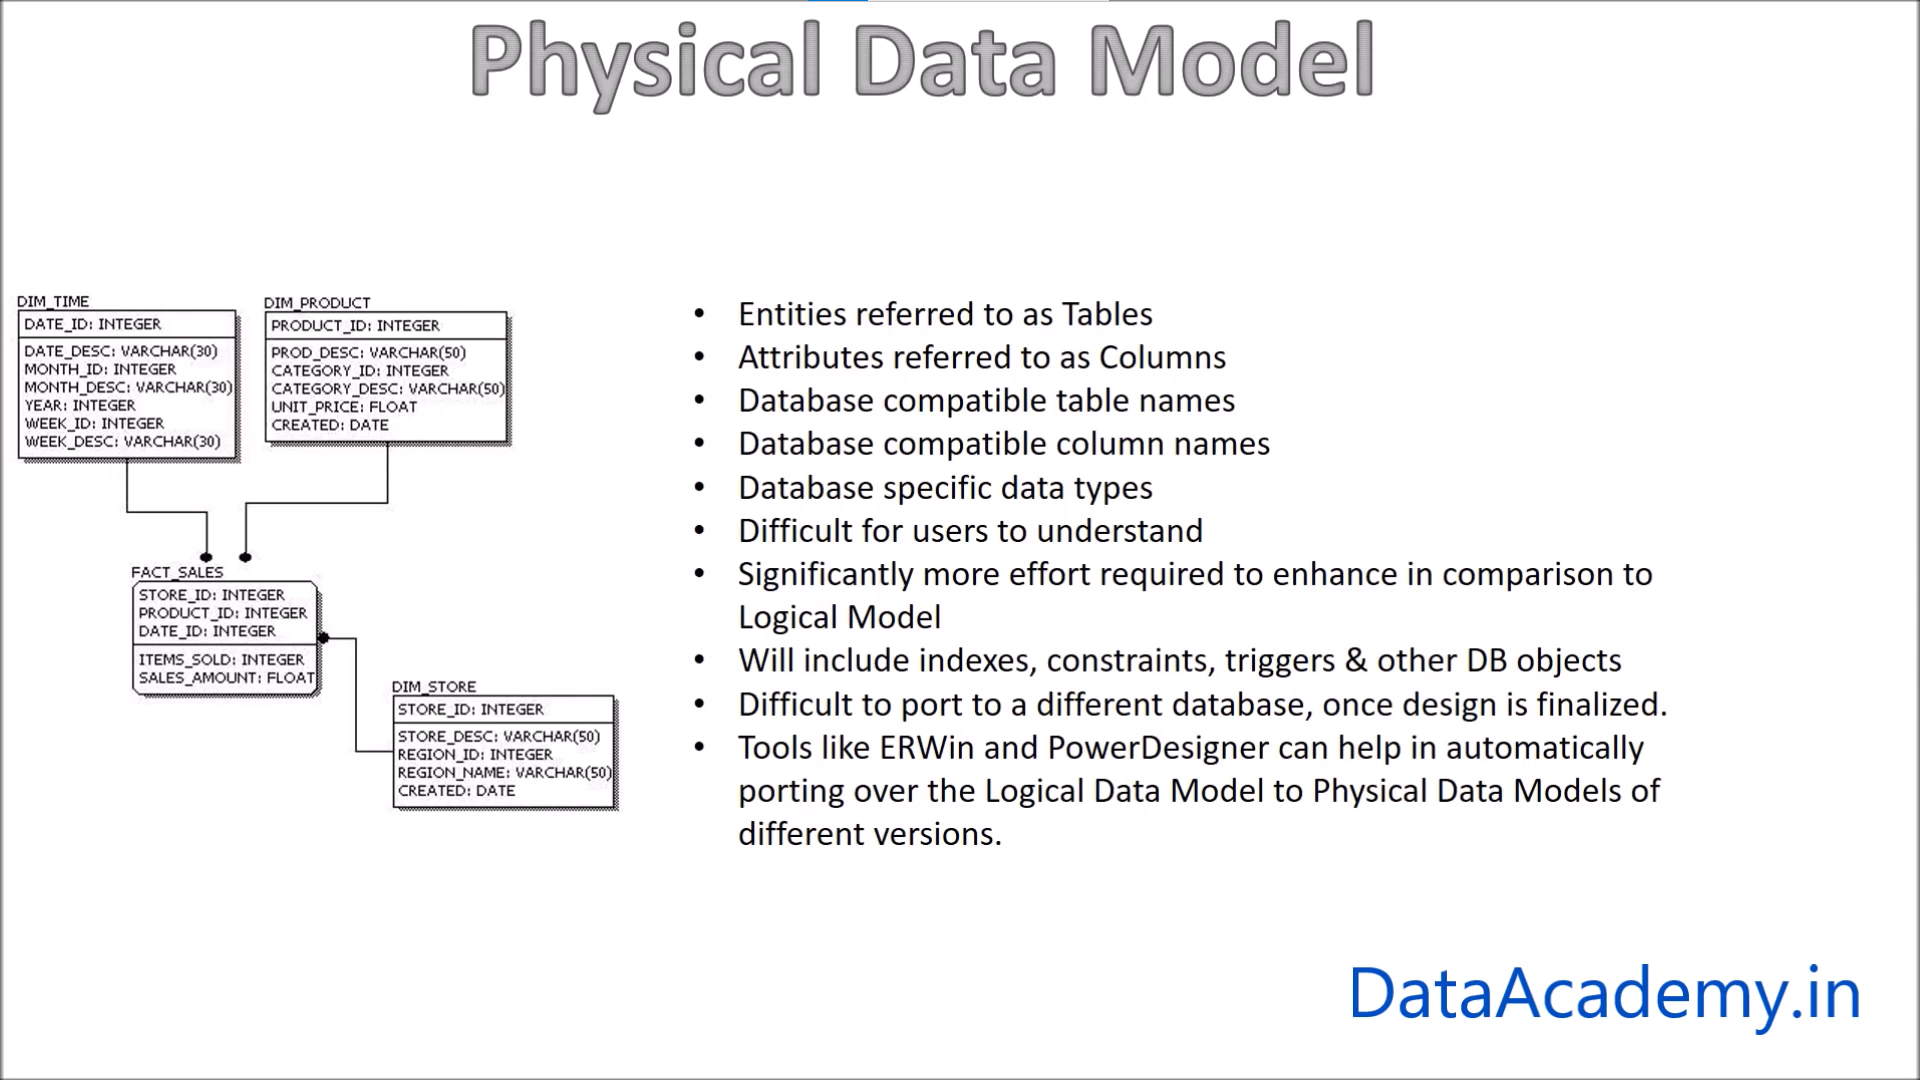 Physical Data Model
DIM_TIME
DATE_ID: INTEGER
DATE_DESC: VARCHAR(30)
MONTH_ID: INTEGER
MONTH_DESC: VARCHAR(30)
YEAR: INTEGER
WEEK_ID: INTEGER
WEEK_DESC: VARCHAR(30)
DIM_PRODUCT
PRODUCT_ID: INTEGER
PROD_DESC: VARCHAR(50)
CATEGORY_ID: INTEGER
CATEGORY_DESC: VARCHAR(50)
UNIT_PRICE: FLOAT
CREATED: DATE
FACT_SALES
STORE_ID: INTEGER
PRODUCT_ID: INTEGER
DATE_ID: INTEGER
ITEMS_SOLD: INTEGER
SALES_AMOUNT: FLOAT
DIM_STORE
STORE_ID: INTEGER
STORE_DESC: VARCHAR(50)
REGION_ID: INTEGER
REGION_NAME: VARCHAR(50)
CREATED: DATE
• Entities referred to as Tables
• Attributes referred to as Columns
• Database compatible table names
• Database compatible column names
• Database specific data types
• Difficult for users to understand
• Significantly more effort required to enhance in comparison to
Logical Model
• Will include indexes, constraints, triggers & other DB objects
• Difficult to port to a different database, once design is finalized.
• Tools like ERWin and PowerDesigner can help in automatically
porting over the Logical Data Model to Physical Data Models of
different versions.
DataAcademy.in